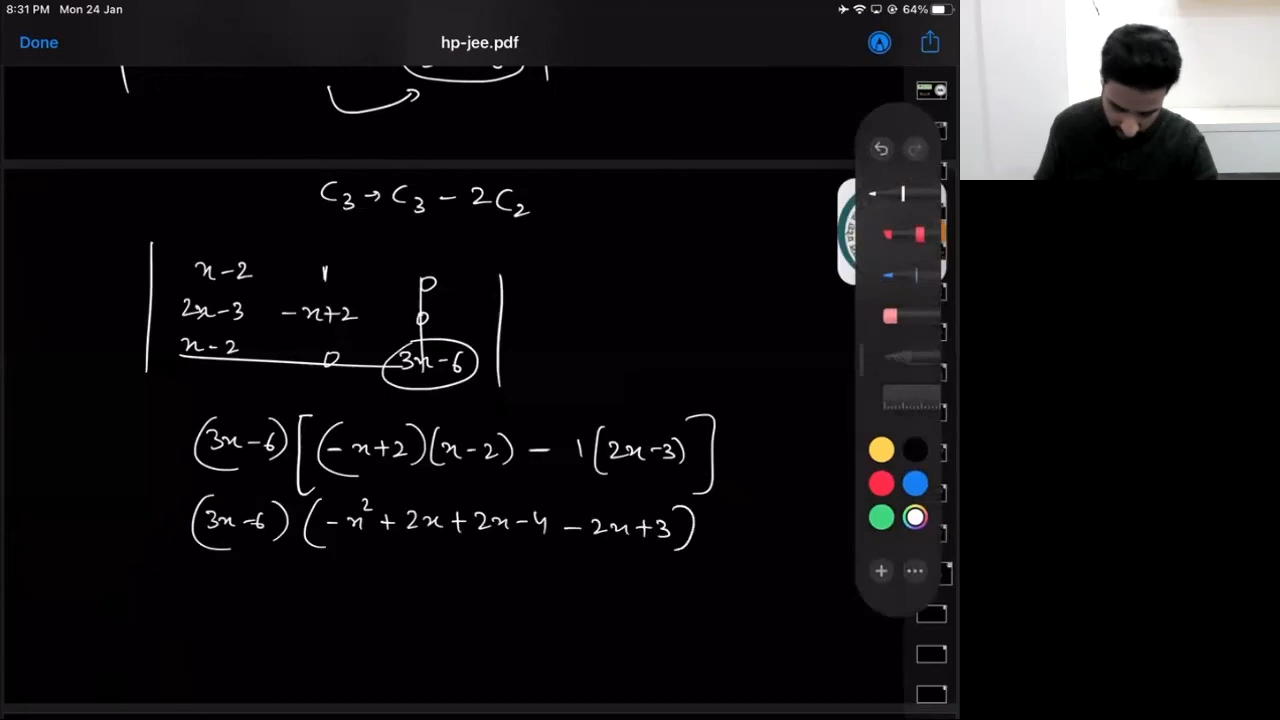 8:31 PM Mon 24 Jan
64%
Done
hp-jee.pdf
C₃ → C₃ - 2C₂
x-2 1 0
2x-3 -x+2 0
x-2 0 3x-6
(3x-6)[(-x+2)(x-2) - 1(2x-3)]
(3x-6)(-x² + 2x + 2x - 4 - 2x + 3)